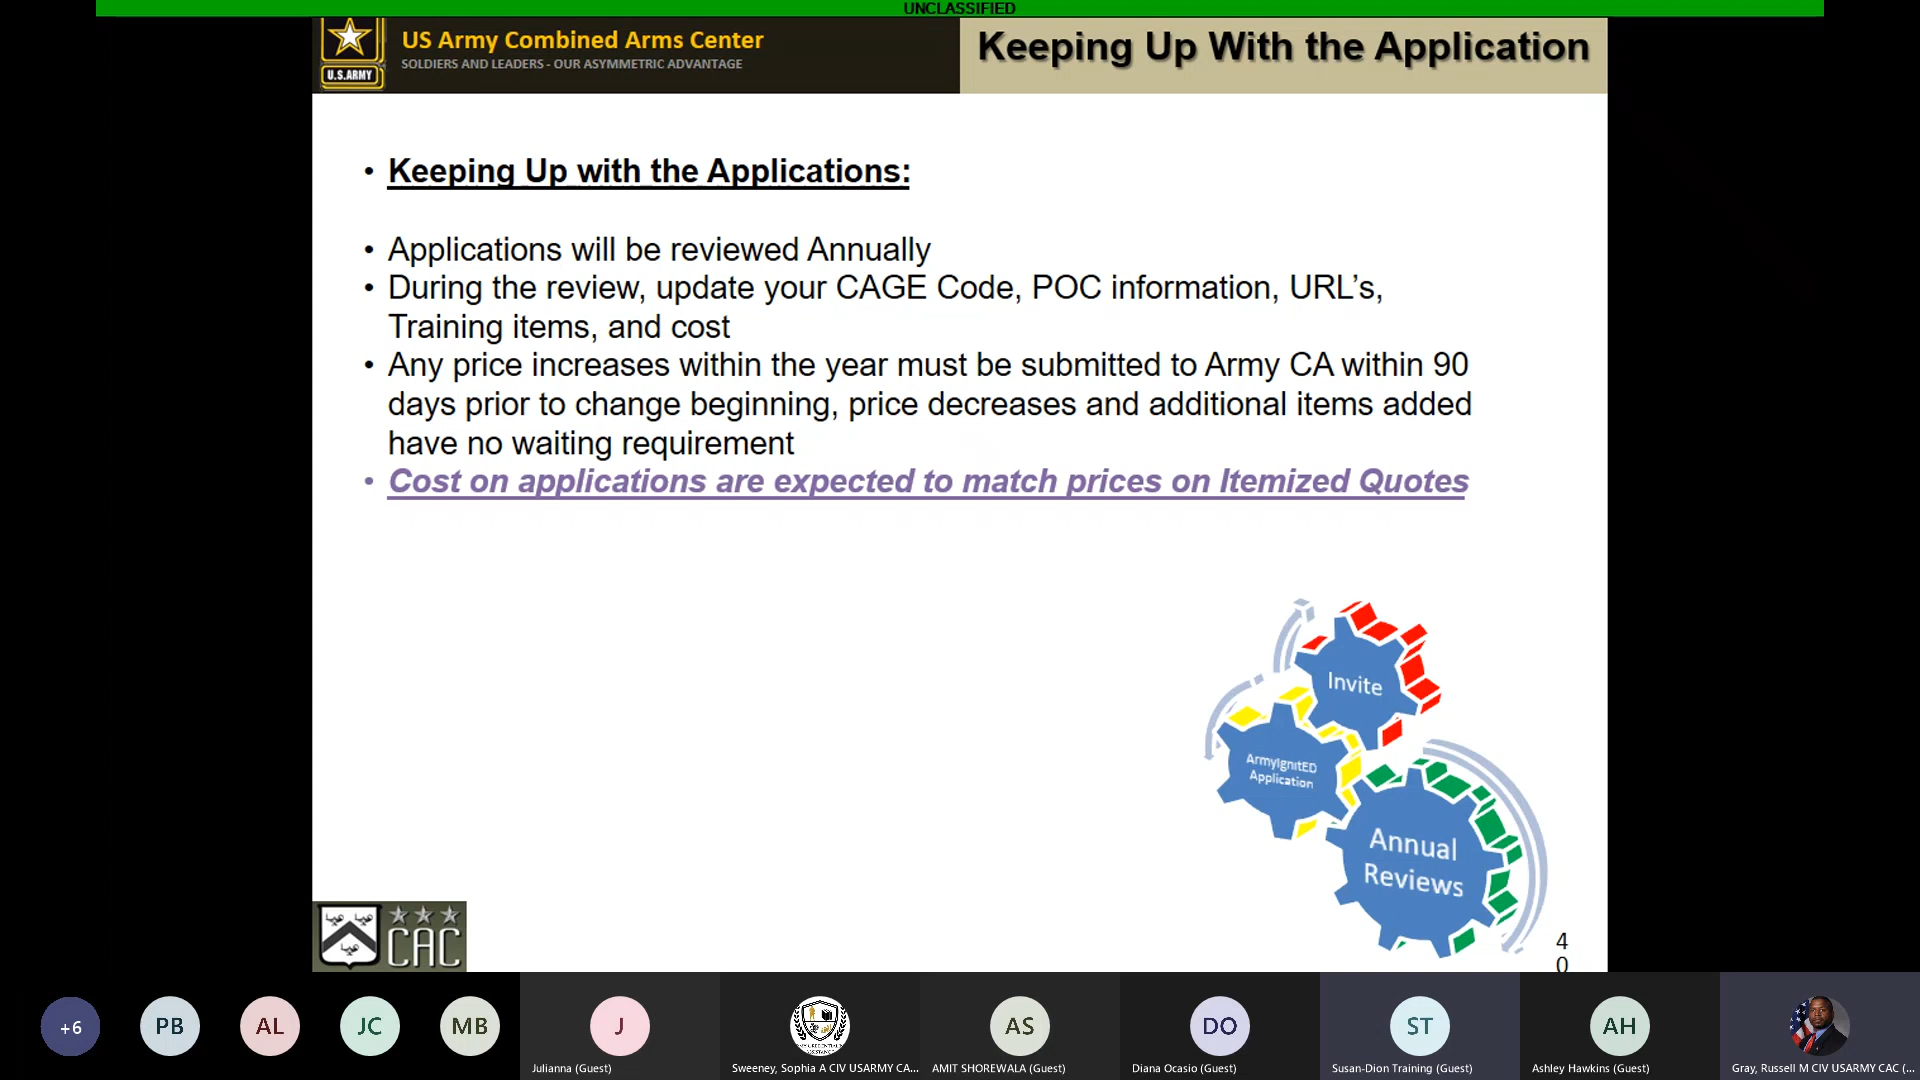 UNCLASSIFIED
U.S.ARMY
US Army Combined Arms Center
SOLDIERS AND LEADERS - OUR ASYMMETRIC ADVANTAGE
Keeping Up With the Application
• Keeping Up with the Applications:
• Applications will be reviewed Annually
• During the review, update your CAGE Code, POC information, URL's,
Training items, and cost
• Any price increases within the year must be submitted to Army CA within 90
days prior to change beginning, price decreases and additional items added
have no waiting requirement
• Cost on applications are expected to match prices on Itemized Quotes
Invite
ArmyIgnitED
Application
Annual
Reviews
CAC
4
0
+6
PB
AL
JC
MB
J
AS
DO
ST
AH
Julianna (Guest)
Sweeney, Sophia A CIV USARMY CA...
AMIT SHOREWALA (Guest)
Diana Ocasio (Guest)
Susan-Dion Training (Guest)
Ashley Hawkins (Guest)
Gray, Russell M CIV USARMY CAC (...